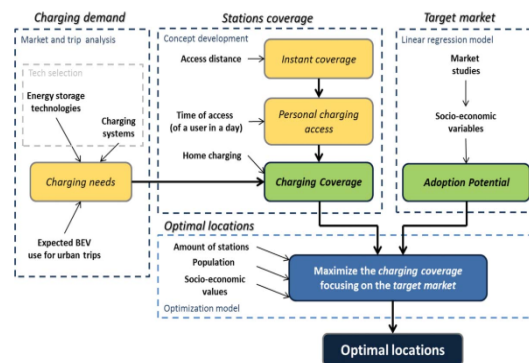 Charging demand
Market and trip analysis
Tech selection
Energy storage
technologies
Charging
systems
Charging needs
Expected BEV
use for urban trips
Stations coverage
Concept development
Access distance
Instant coverage
Time of access
(of a user in a day)
Personal charging
access
Home charging
Charging Coverage
Target market
Linear regression model
Market
studies
Socio-economic
variables
Adoption Potential
Optimal locations
Amount of stations
Population
Socio-economic
values
Optimization model
Maximize the charging coverage
focusing on the target market
Optimal locations